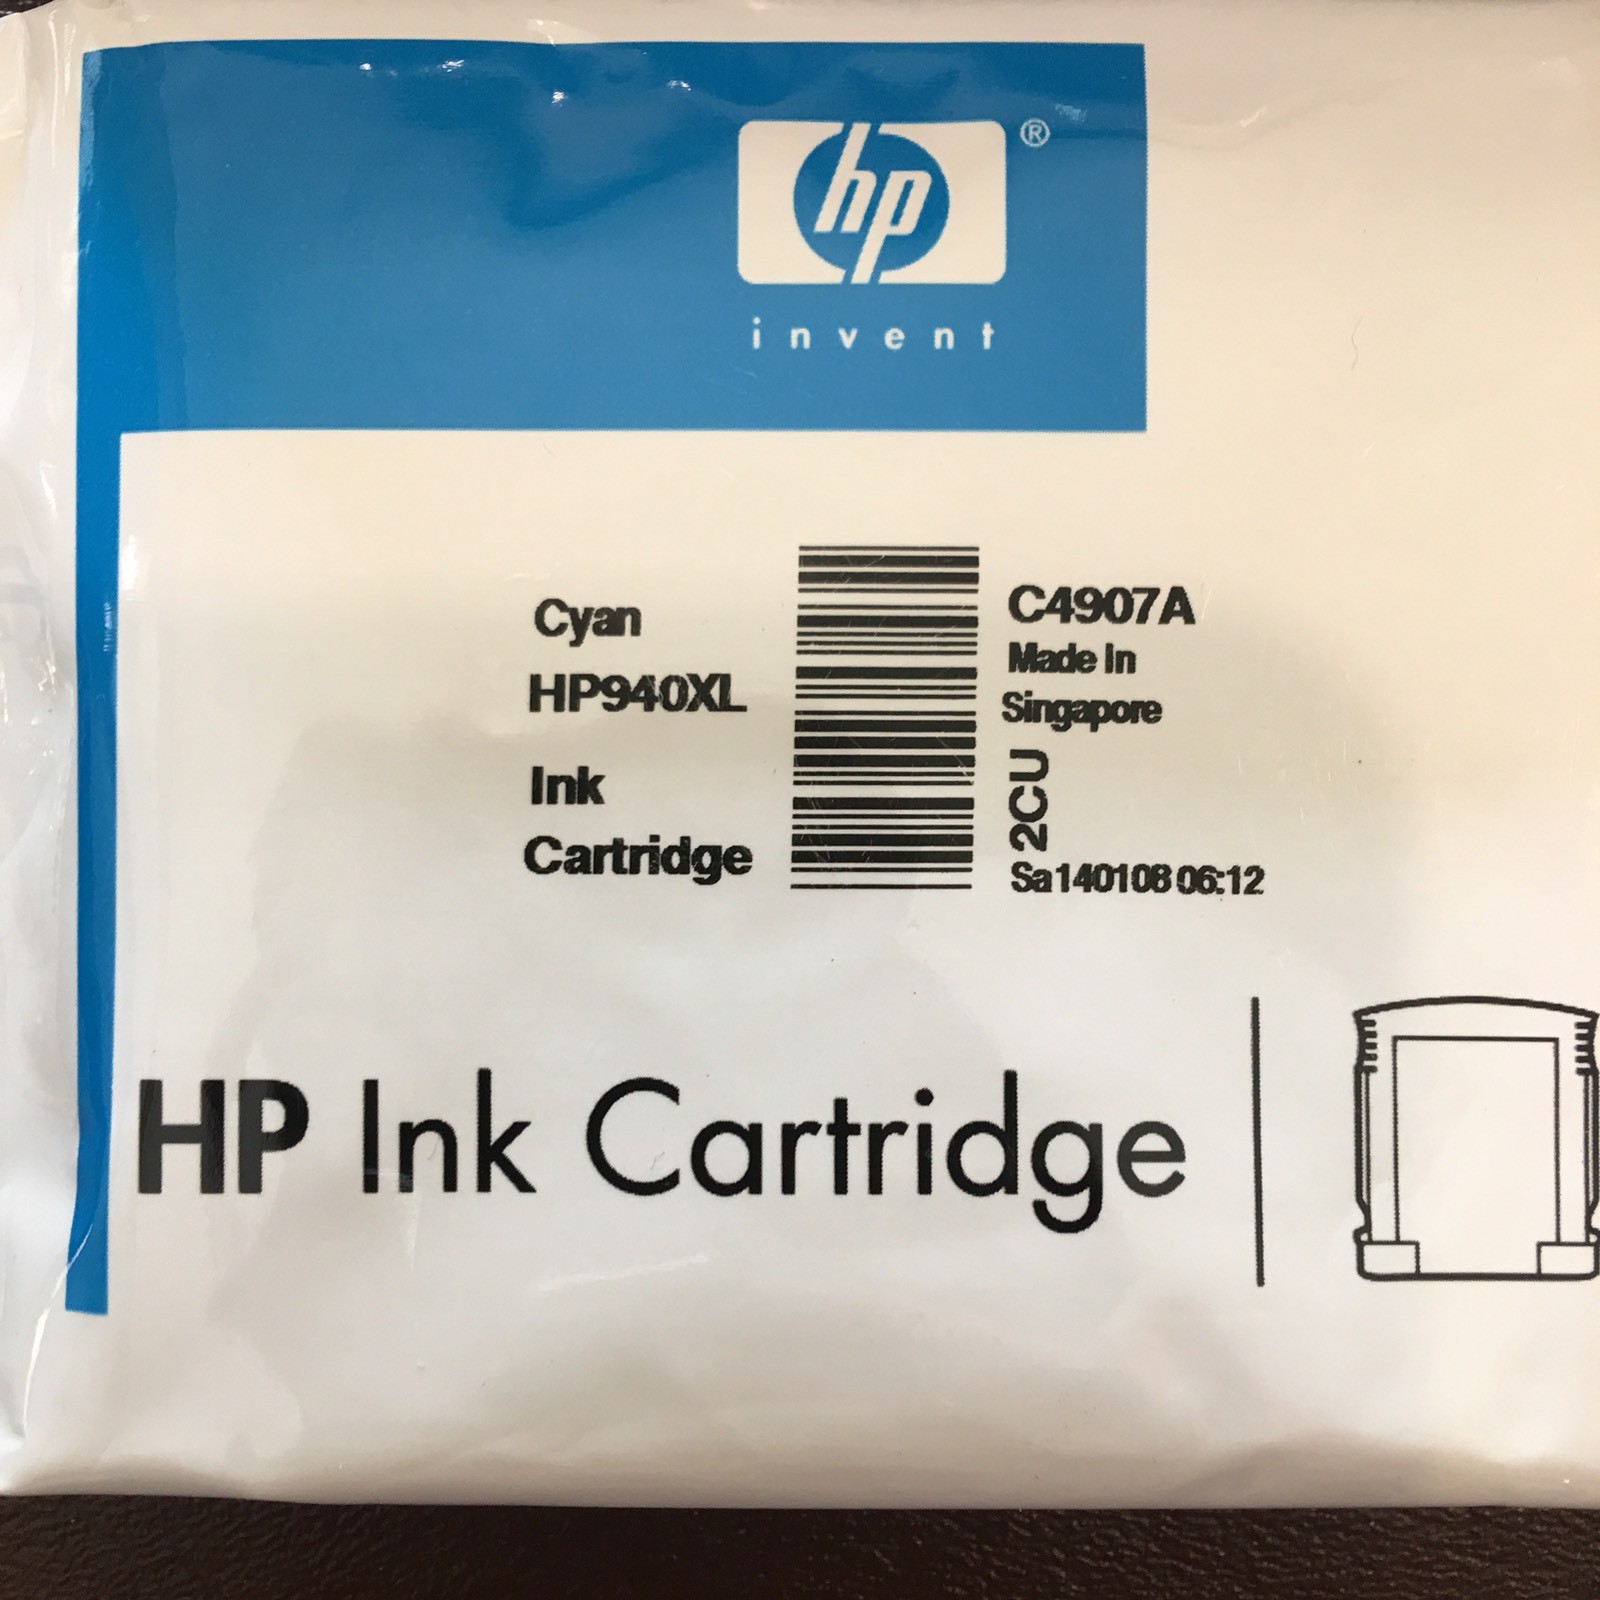 hp®
invent
Cyan
HP940XL
Ink
Cartridge
C4907A
Made In
Singapore
2CU
Sa140108 06:12
HP Ink Cartridge